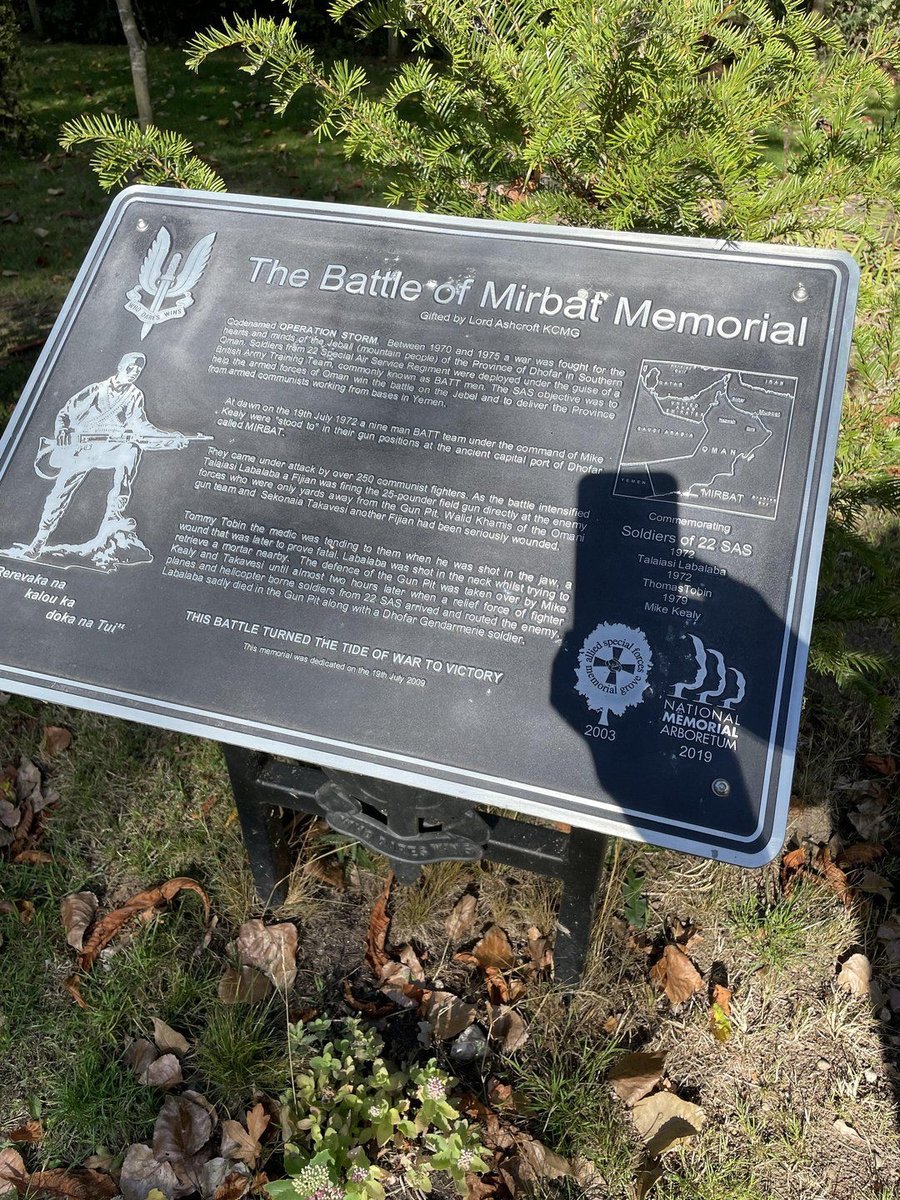 WHO DARES WINS
The Battle of Mirbat Memorial
Gifted by Lord Ashcroft KCMG
Codenamed OPERATION STORM. Between 1970 and 1975 a war was fought for the
hearts and minds of the Jebali (mountain people) of the Province of Dhofar in Southern
Oman. Soldiers from 22 Special Air Service Regiment were deployed under the guise of a
British Army Training Team, commonly known as BATT men. The SAS objective was to
help the armed forces of Oman win the battle on the Jebel and to deliver the Province
from armed communists working from bases in Yemen.
At dawn on the 19th July 1972 a nine man BATT team under the command of Mike
Kealy were "stood to" in their gun positions at the ancient capital port of Dhofar
called MIRBAT.
They came under attack by over 250 communist fighters. As the battle intensified
Talaiasi Labalaba a Fijian was firing the 25-pounder field gun directly at the enemy
forces who were only yards away from the Gun Pit. Walid Khamis of the Omani
gun team and Sekonaia Takavesi another Fijian had been seriously wounded.
Tommy Tobin the medic was tending to them when he was shot in the jaw, a
wound that was later to prove fatal. Labalaba was shot in the neck whilst trying to
retrieve a mortar nearby. The defence of the Gun Pit was taken over by Mike
Kealy and Takavesi until almost two hours later when a relief force of fighter
planes and helicopter borne soldiers from 22 SAS arrived and routed the enemy.
Labalaba sadly died in the Gun Pit along with a Dhofar Gendarmerie soldier.
THIS BATTLE TURNED THE TIDE OF WAR TO VICTORY
This memorial was dedicated on the 19th July 2009
Rerevaka na
kalou ka
doka na Tui"
QATAR
SAUDI ARABIA
OMAN
YEMEN
MIRBAT
Commemorating
Soldiers of 22 SAS
1972
Talaiasi Labalaba
1972
Thomas Tobin
1979
Mike Kealy
allied special forces
memorial grove
2003
NATIONAL
MEMORIAL
ARBORETUM
2019
WHO DARES WINS